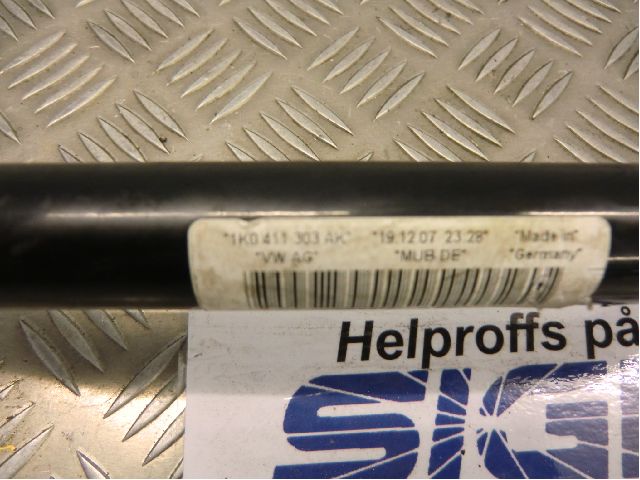 "1K0 411 303 AK" "19.12.07 23:28" "Made in"
"VW AG" "MUB DE" "Germany"
Helproffs på